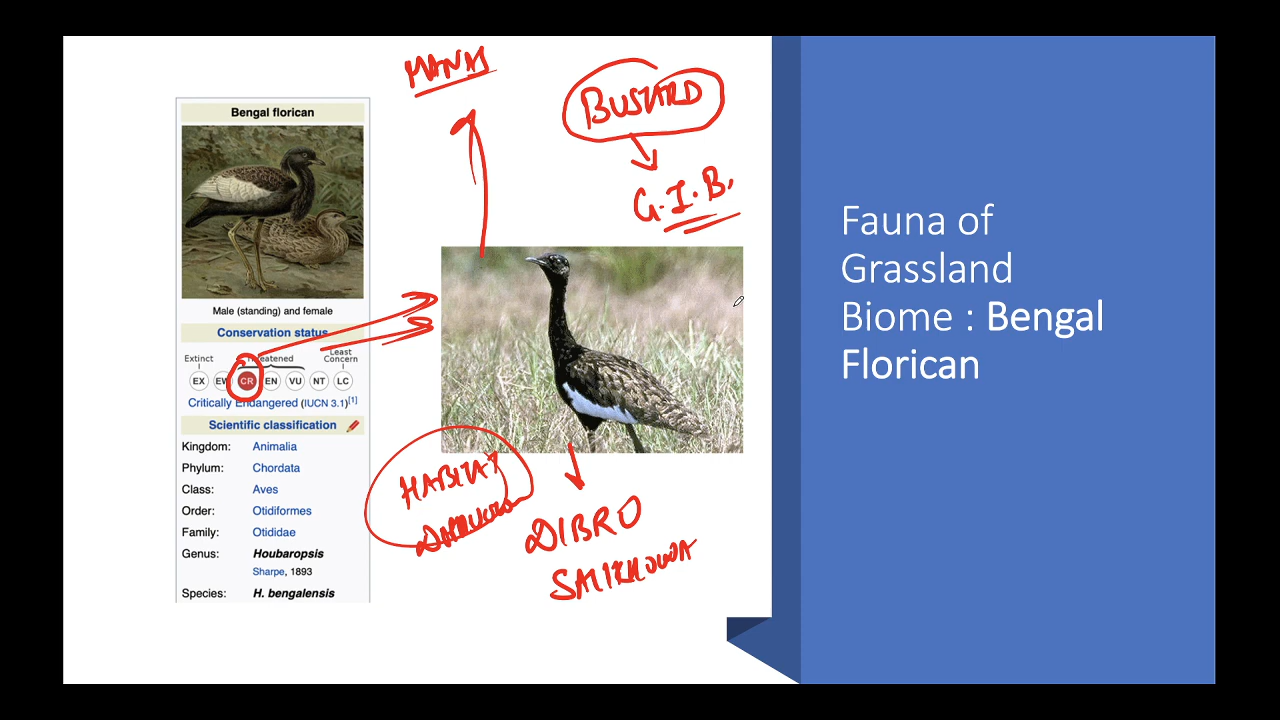 MANAS
BUSTARD
G.I.B.
Bengal florican
Male (standing) and female
Conservation status
Extinct
Threatened
Least
Concern
EX EW CR EN VU NT LC
Critically Endangered (IUCN 3.1)[1]
Scientific classification
Kingdom: Animalia
Phylum: Chordata
Class: Aves
Order: Otidiformes
Family: Otididae
Genus: Houbaropsis
Sharpe, 1893
Species: H. bengalensis
HABITAT
DIBRO
SAIKHOWA
Fauna of
Grassland
Biome : Bengal
Florican